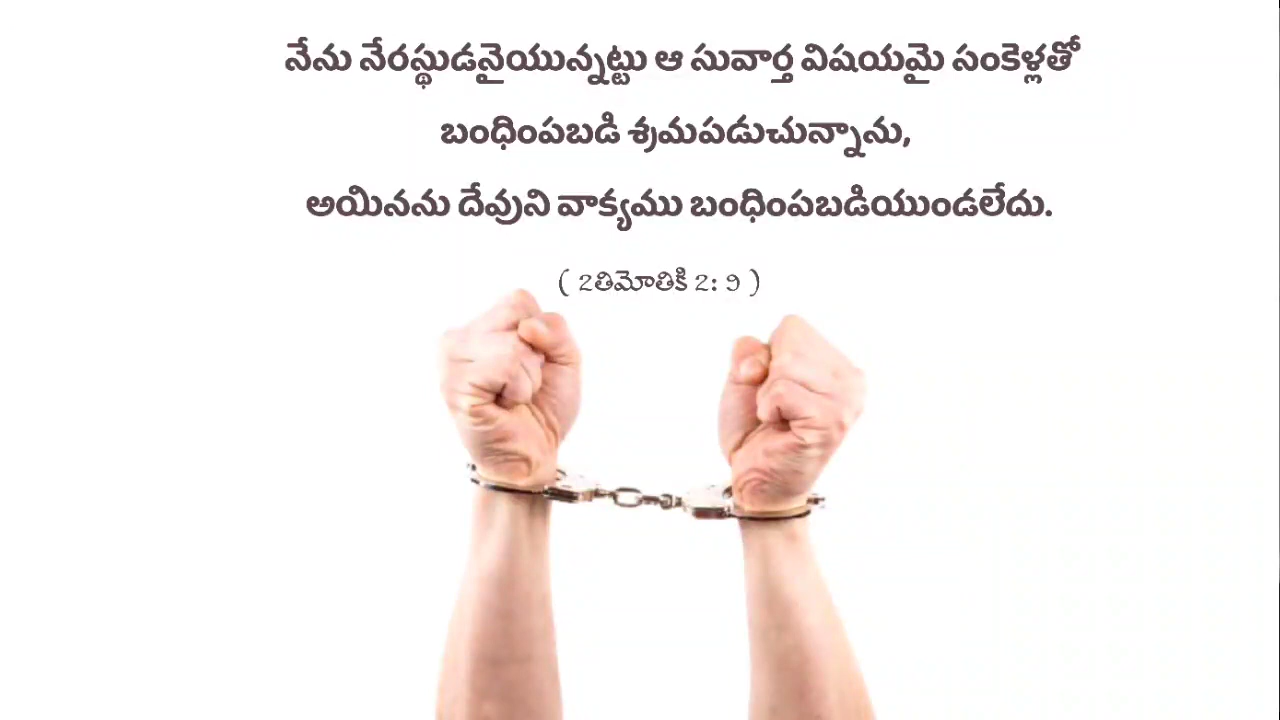 నేను నేరస్థుడనైయున్నట్టు ఆ సువార్త విషయమై సంకెళ్లతో
బంధింపబడి శ్రమపడుచున్నాను,
అయినను దేవుని వాక్యము బంధింపబడియుండలేదు.
( 2తిమోతికి 2: 9 )